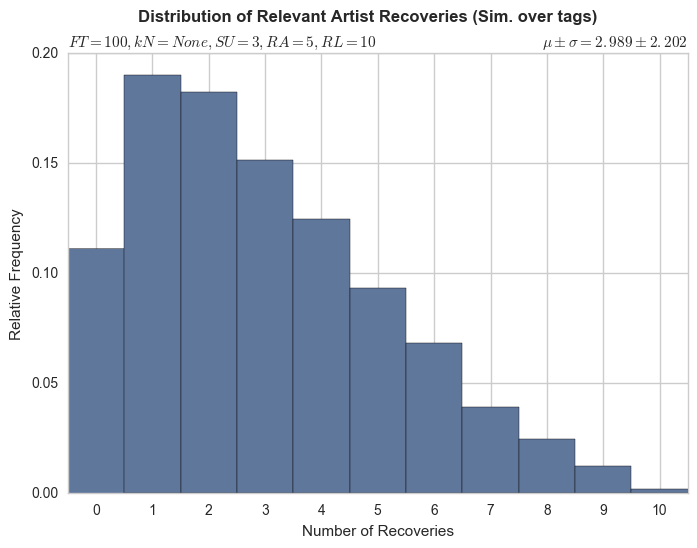 Distribution of Relevant Artist Recoveries (Sim. over tags)
FT = 100, kN = None, SU = 3, RA = 5, RL = 10
μ ± σ = 2.989 ± 2.202
0.20
0.15
0.10
0.05
0.00
Relative Frequency
0 1 2 3 4 5 6 7 8 9 10
Number of Recoveries